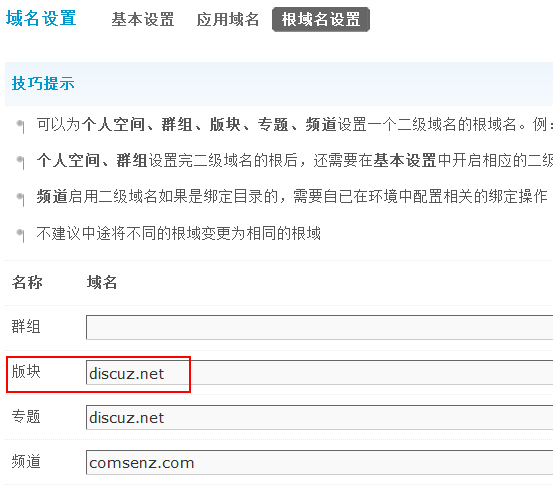 域名设置 基本设置 应用域名 根域名设置
技巧提示
可以为个人空间、群组、版块、专题、频道设置一个二级域名的根域名。例:
个人空间、群组设置完二级域名的根后,还需要在基本设置中开启相应的二级
频道启用二级域名如果是绑定目录的,需要自已在环境中配置相关的绑定操作
不建议中途将不同的根域变更为相同的根域
名称 域名
群组
版块 discuz.net
专题 discuz.net
频道 comsenz.com